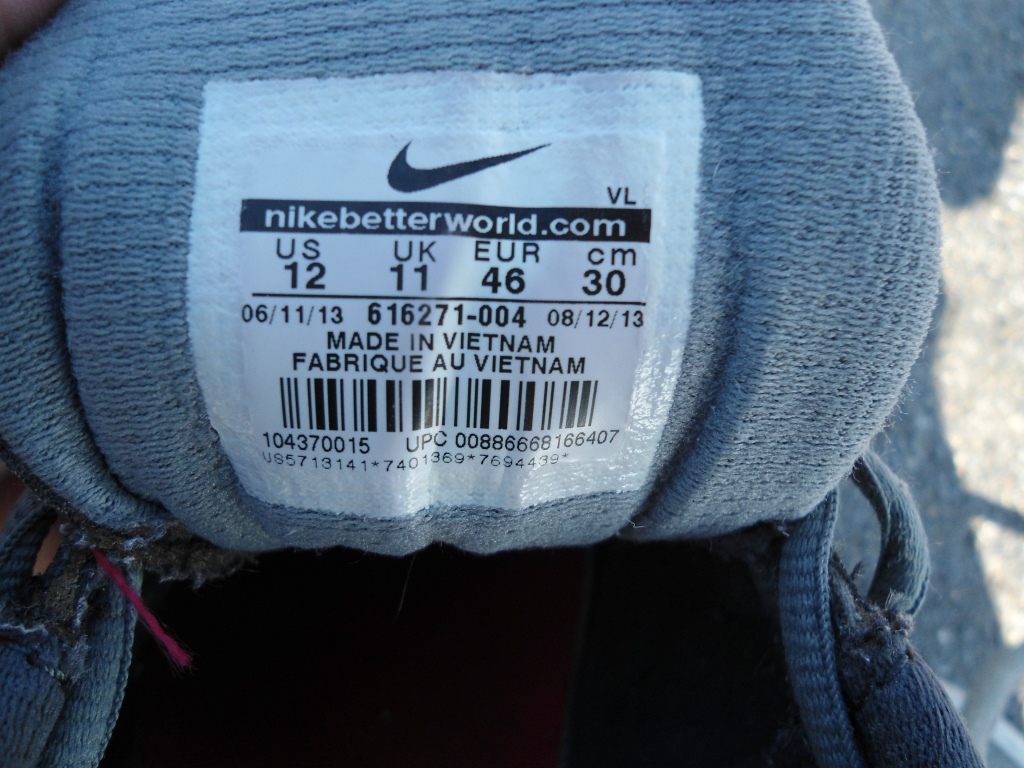 VL
nikebetterworld.com
US UK EUR cm
12 11 46 30
06/11/13 616271-004 08/12/13
MADE IN VIETNAM
FABRIQUE AU VIETNAM
104370015 UPC 00886668166407
US5713141*7401369*7694439*